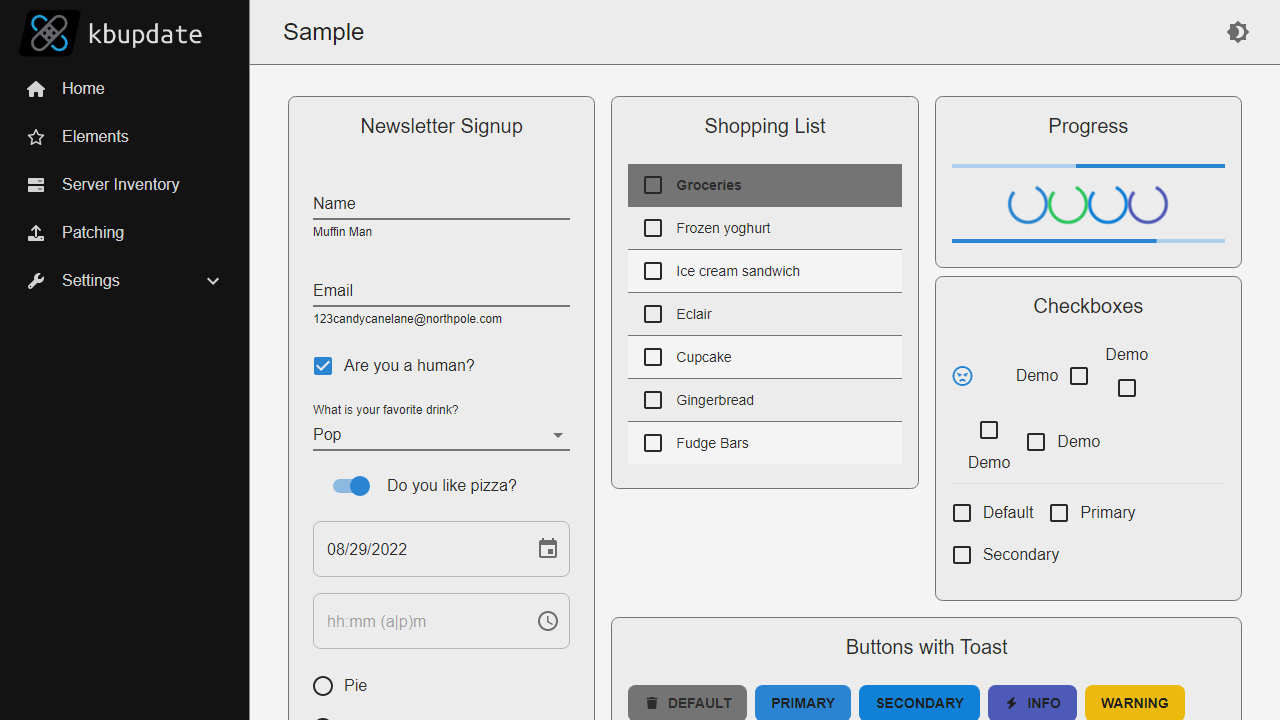 kbupdate
Home
Elements
Server Inventory
Patching
Settings
Sample
Newsletter Signup
Name
Muffin Man
Email
123candycanelane@northpole.com
Are you a human?
What is your favorite drink?
Pop
Do you like pizza?
08/29/2022
hh:mm (a|p)m
Pie
Shopping List
Groceries
Frozen yoghurt
Ice cream sandwich
Eclair
Cupcake
Gingerbread
Fudge Bars
Progress
Checkboxes
Demo
Demo
Demo
Demo
Default Primary
Secondary
Buttons with Toast
DEFAULT PRIMARY SECONDARY INFO WARNING